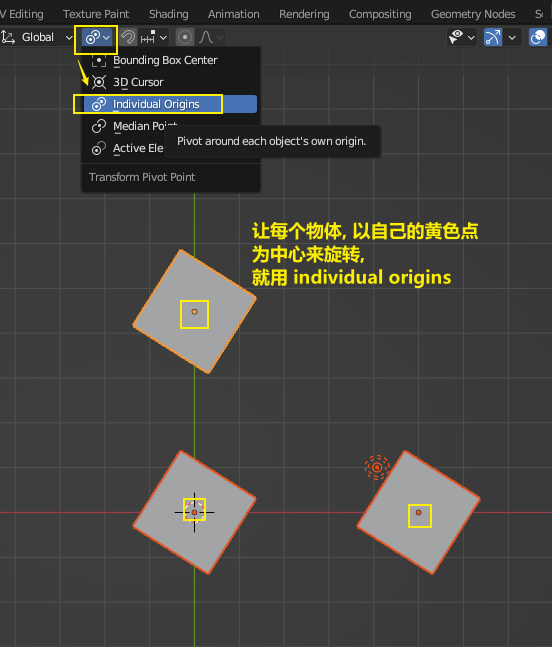 V Editing Texture Paint Shading Animation Rendering Compositing Geometry Nodes
Global
Bounding Box Center
3D Cursor
Individual Origins
Median Point
Pivot around each object's own origin.
Active Ele
Transform Pivot Point
让每个物体, 以自己的黄色点
为中心来旋转,
就用 individual origins